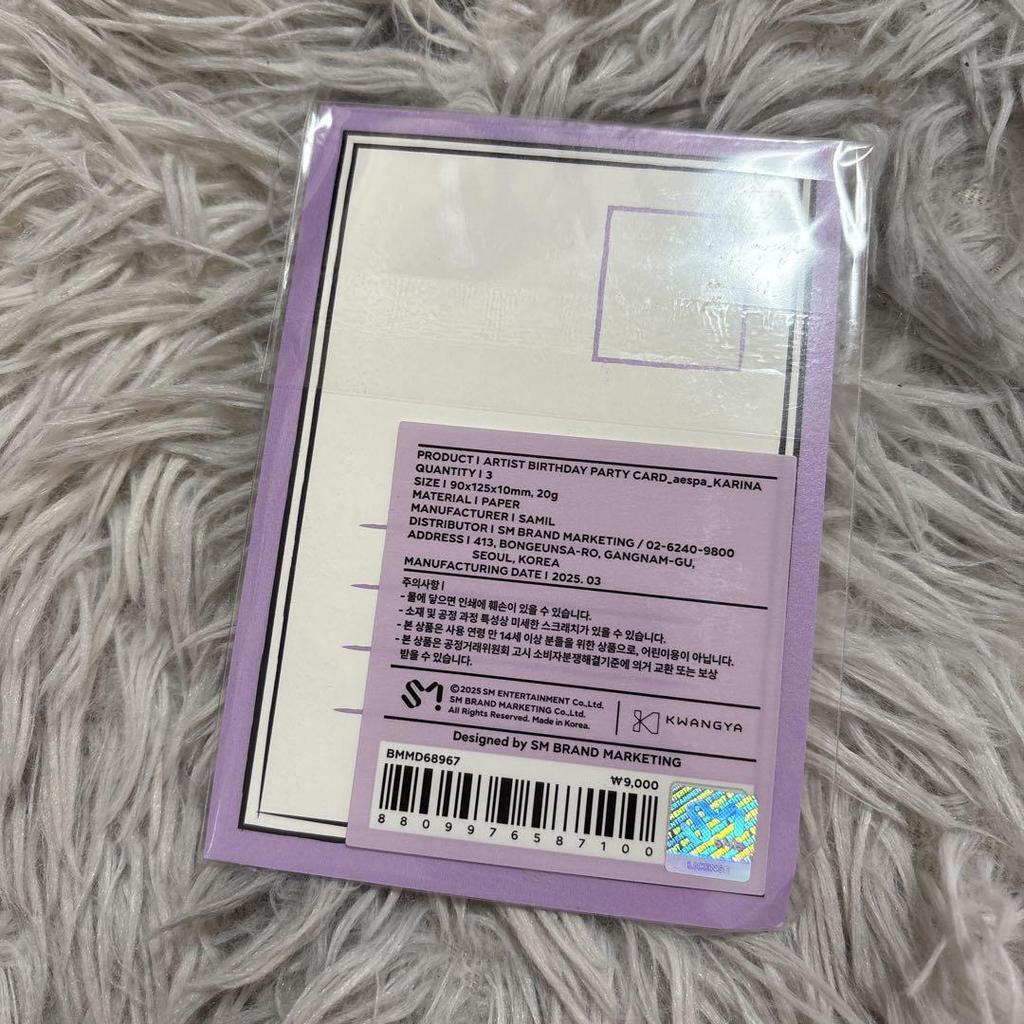 PRODUCT I ARTIST BIRTHDAY PARTY CARD_aespa_KARINA
QUANTITY I 3
SIZE I 90x125x10mm, 20g
MATERIAL I PAPER
MANUFACTURER I SAMIL
DISTRIBUTOR I SM BRAND MARKETING / 02-6240-9800
ADDRESS I 413, BONGEUNSA-RO, GANGNAM-GU,
SEOUL, KOREA
MANUFACTURING DATE I 2025. 03
주의사항 I
- 물에 닿으면 인쇄에 훼손이 있을 수 있습니다.
- 소재 및 공정 과정 특성상 미세한 스크래치가 있을 수 있습니다.
- 본 상품은 사용 연령 만 14세 이상 분들을 위한 상품으로, 어린이용이 아닙니다.
- 본 상품은 공정거래위원회 고시 소비자분쟁해결기준에 의거 교환 또는 보상
받을 수 있습니다.
SM
©2025 SM ENTERTAINMENT Co.,Ltd.
SM BRAND MARKETING Co.,Ltd.
All Rights Reserved. Made in Korea.
KWANGYA
Designed by SM BRAND MARKETING
BMMD68967
₩9,000
8809976587100
LICENSE